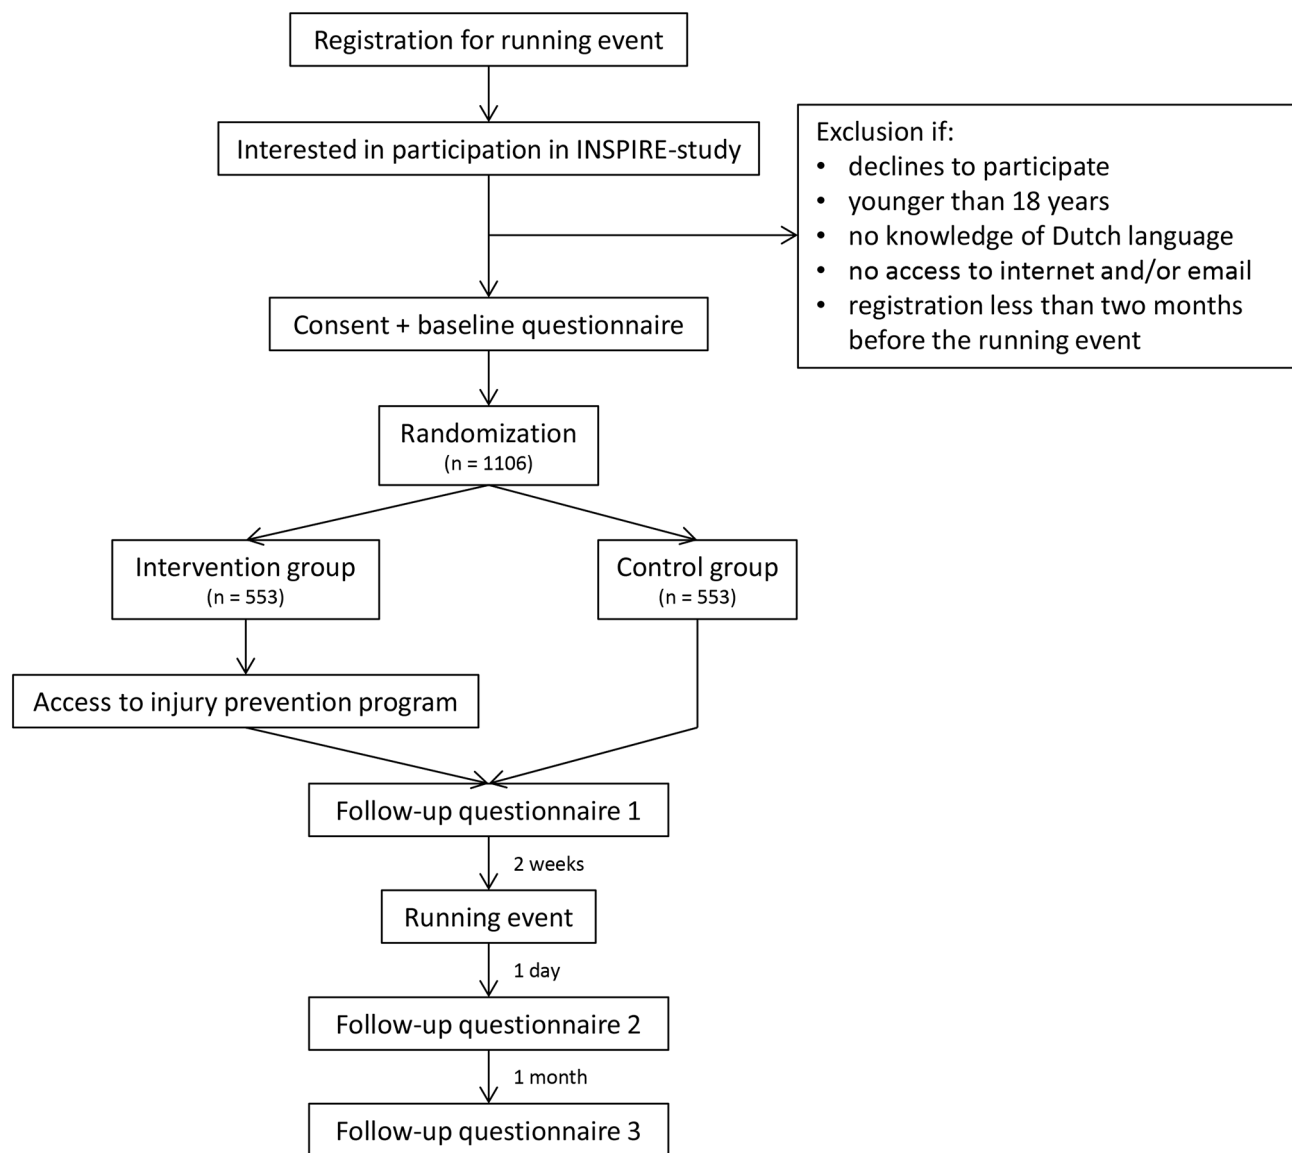 Registration for running event
Interested in participation in INSPIRE-study
Exclusion if:
• declines to participate
• younger than 18 years
• no knowledge of Dutch language
• no access to internet and/or email
• registration less than two months
before the running event
Consent + baseline questionnaire
Randomization
(n = 1106)
Intervention group
(n = 553)
Control group
(n = 553)
Access to injury prevention program
Follow-up questionnaire 1
2 weeks
Running event
1 day
Follow-up questionnaire 2
1 month
Follow-up questionnaire 3